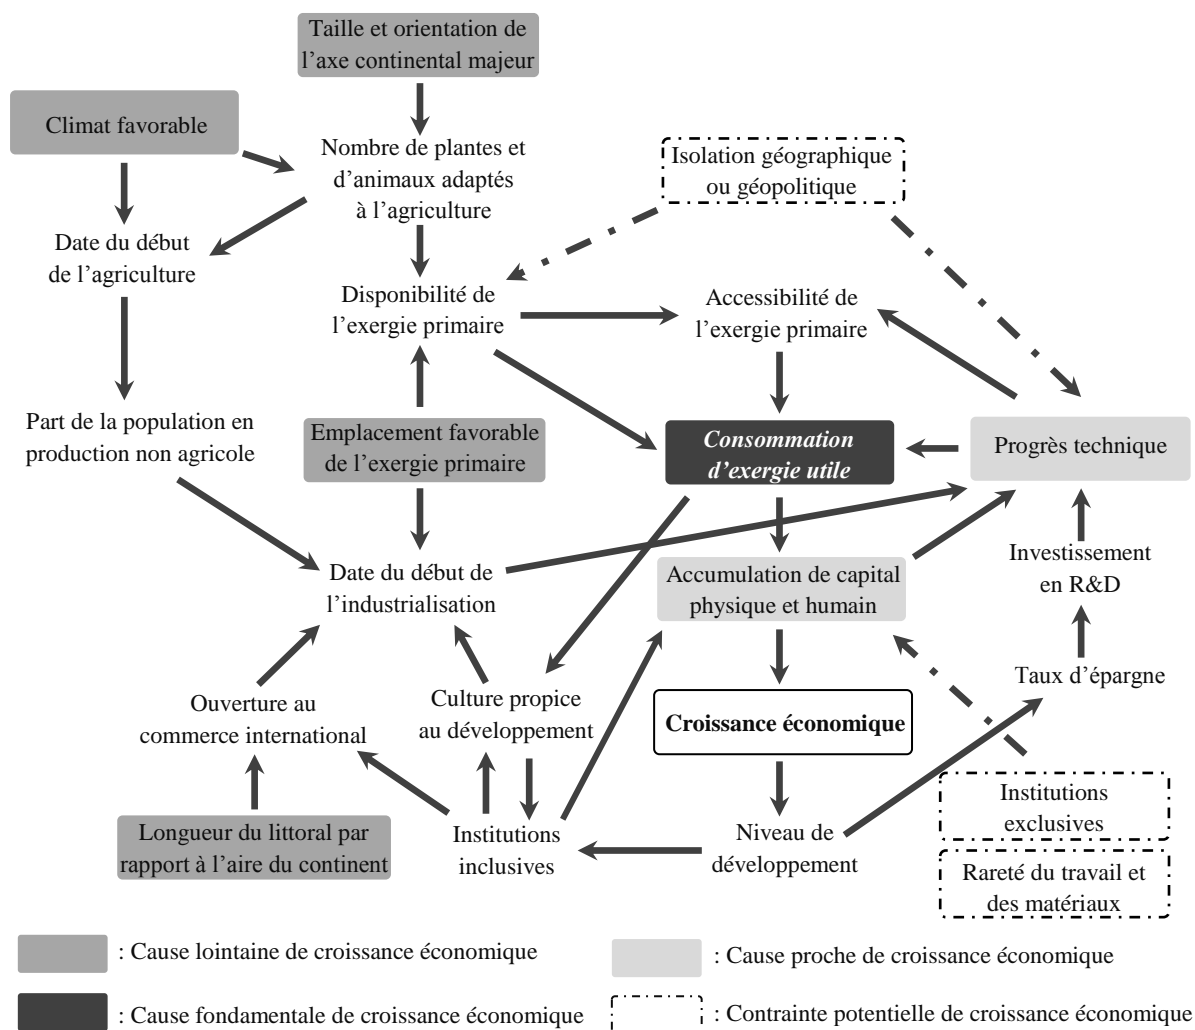 Taille et orientation de
l’axe continental majeur
Climat favorable
Nombre de plantes et
d’animaux adaptés
à l’agriculture
Isolation géographique
ou géopolitique
Date du début
de l’agriculture
Disponibilité de
l’exergie primaire
Accessibilité de
l’exergie primaire
Part de la population en
production non agricole
Emplacement favorable
de l’exergie primaire
Consommation
d’exergie utile
Progrès technique
Date du début de
l’industrialisation
Accumulation de capital
physique et humain
Investissement
en R&D
Ouverture au
commerce international
Culture propice
au développement
Croissance économique
Taux d’épargne
Longueur du littoral par
rapport à l’aire du continent
Institutions
inclusives
Niveau de
développement
Institutions
exclusives
Rareté du travail et
des matériaux
: Cause lointaine de croissance économique
: Cause proche de croissance économique
: Cause fondamentale de croissance économique
: Contrainte potentielle de croissance économique